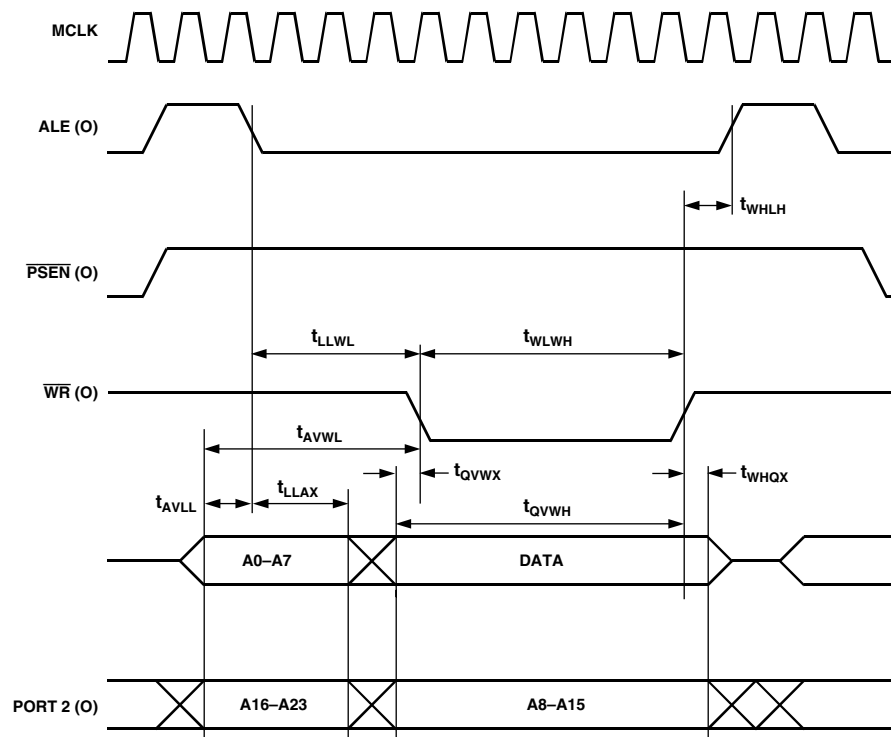 MCLK
ALE (O)
tWHLH
PSEN (O)
tLLWL
tWLWH
WR (O)
tAVWL
tQVWX
tWHQX
tAVLL
tLLAX
tQVWH
A0–A7
DATA
PORT 2 (O)
A16–A23
A8–A15